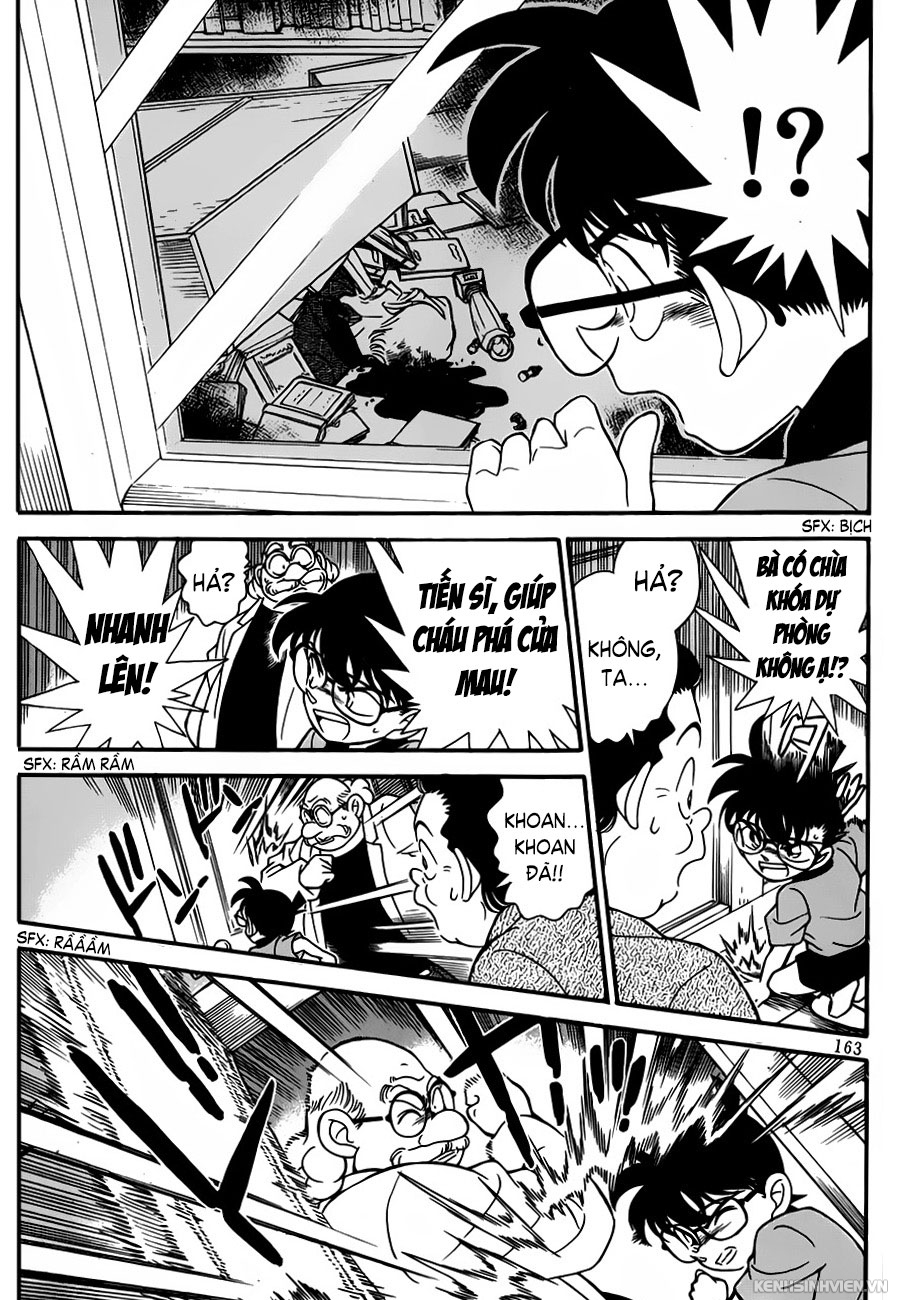 !?
SFX: BỊCH
BÀ CÓ CHÌA
KHÓA DỰ
PHÒNG
KHÔNG Ạ!?
HẢ?
KHÔNG,
TA...
TIẾN SĨ, GIÚP
CHÁU PHÁ CỬA
MAU!
HẢ?
NHANH
LÊN!
SFX: RẦM RẦM
KHOAN...
KHOAN
ĐÃ!!
SFX: RẦẦẦM
163
KENHSINHVIEN.VN